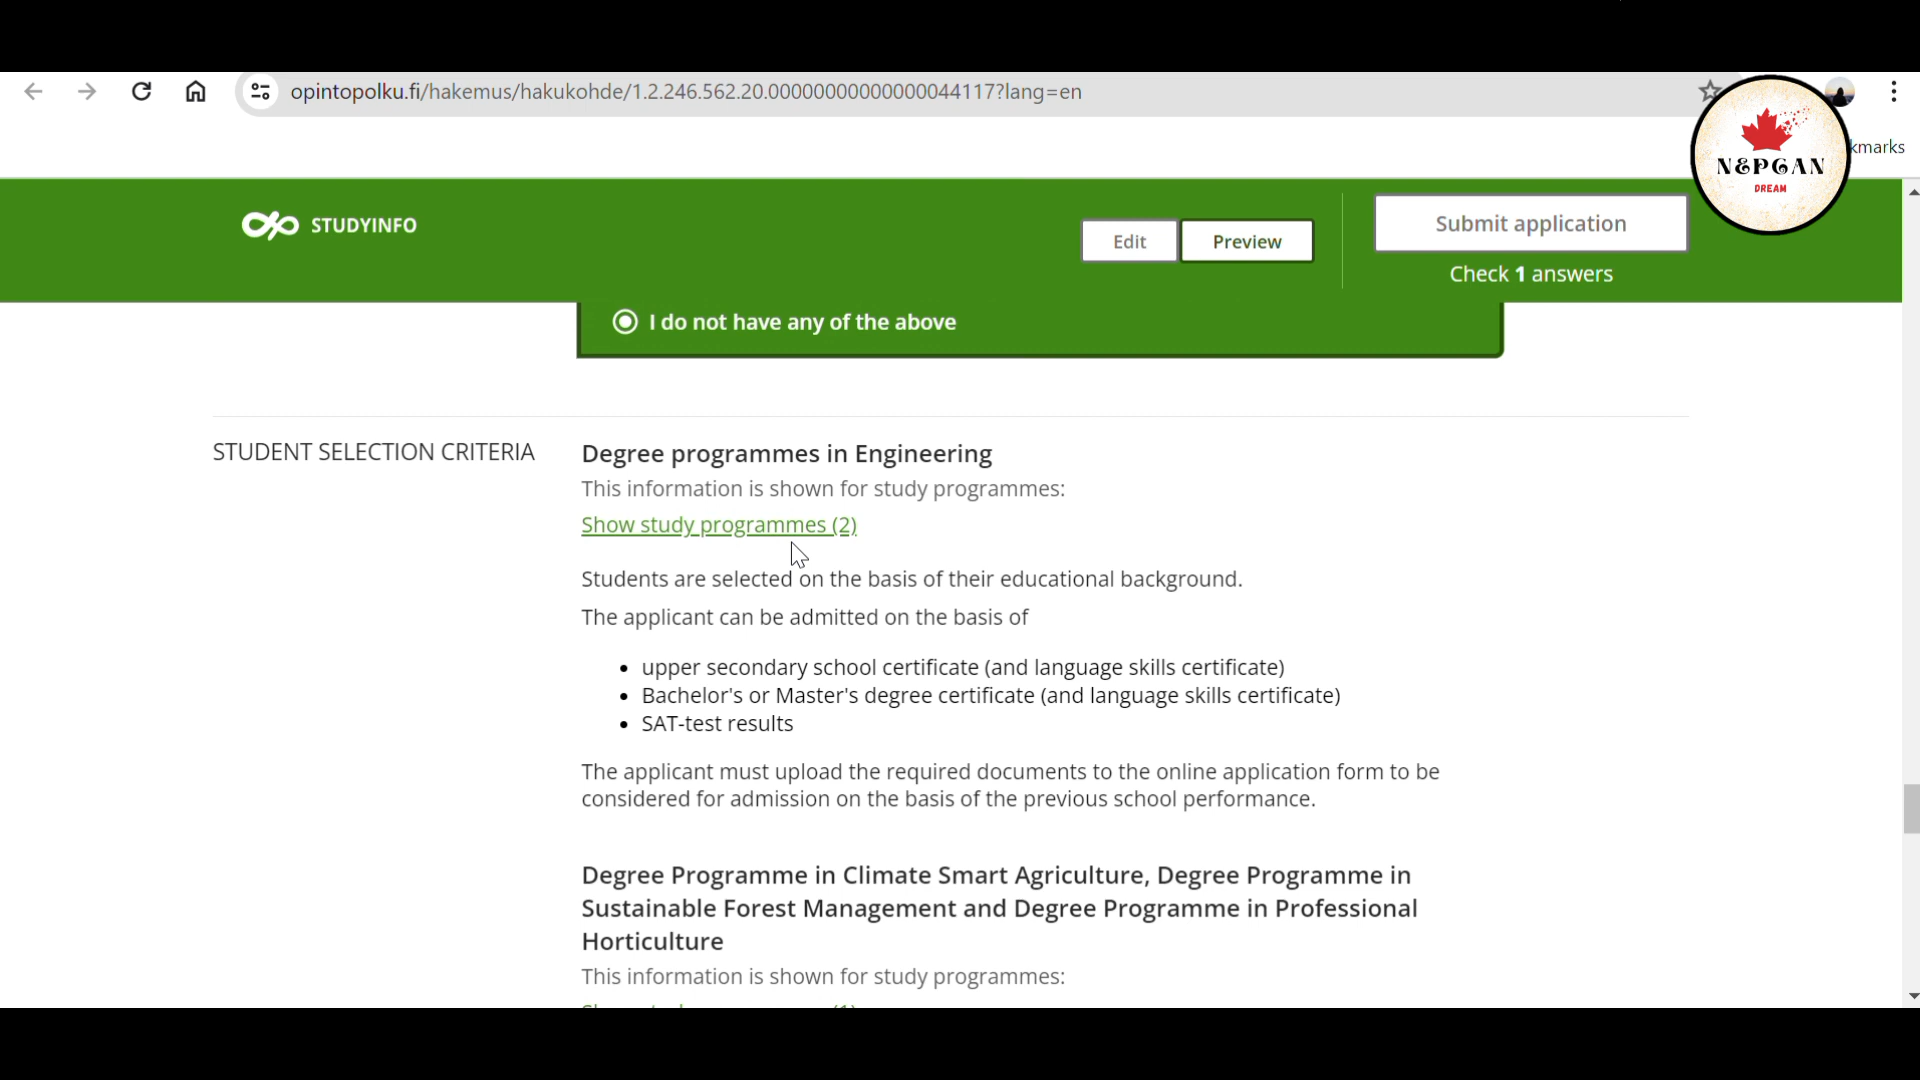 opintopolku.fi/hakemus/hakukohde/1.2.246.562.20.00000000000000044117?lang=en
kmarks
N&PGAN
DREAM
STUDYINFO
Edit
Preview
Submit application
Check 1 answers
I do not have any of the above
STUDENT SELECTION CRITERIA
Degree programmes in Engineering
This information is shown for study programmes:
Show study programmes (2)
Students are selected on the basis of their educational background.
The applicant can be admitted on the basis of
• upper secondary school certificate (and language skills certificate)
• Bachelor's or Master's degree certificate (and language skills certificate)
• SAT-test results
The applicant must upload the required documents to the online application form to be
considered for admission on the basis of the previous school performance.
Degree Programme in Climate Smart Agriculture, Degree Programme in
Sustainable Forest Management and Degree Programme in Professional
Horticulture
This information is shown for study programmes: